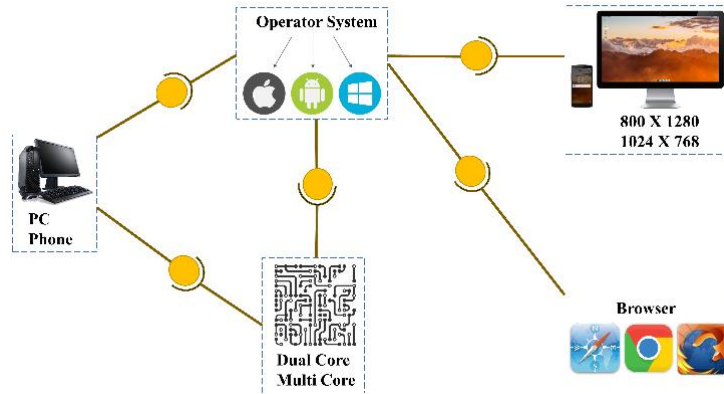 Operator System
800 X 1280
1024 X 768
PC
Phone
Dual Core
Multi Core
Browser